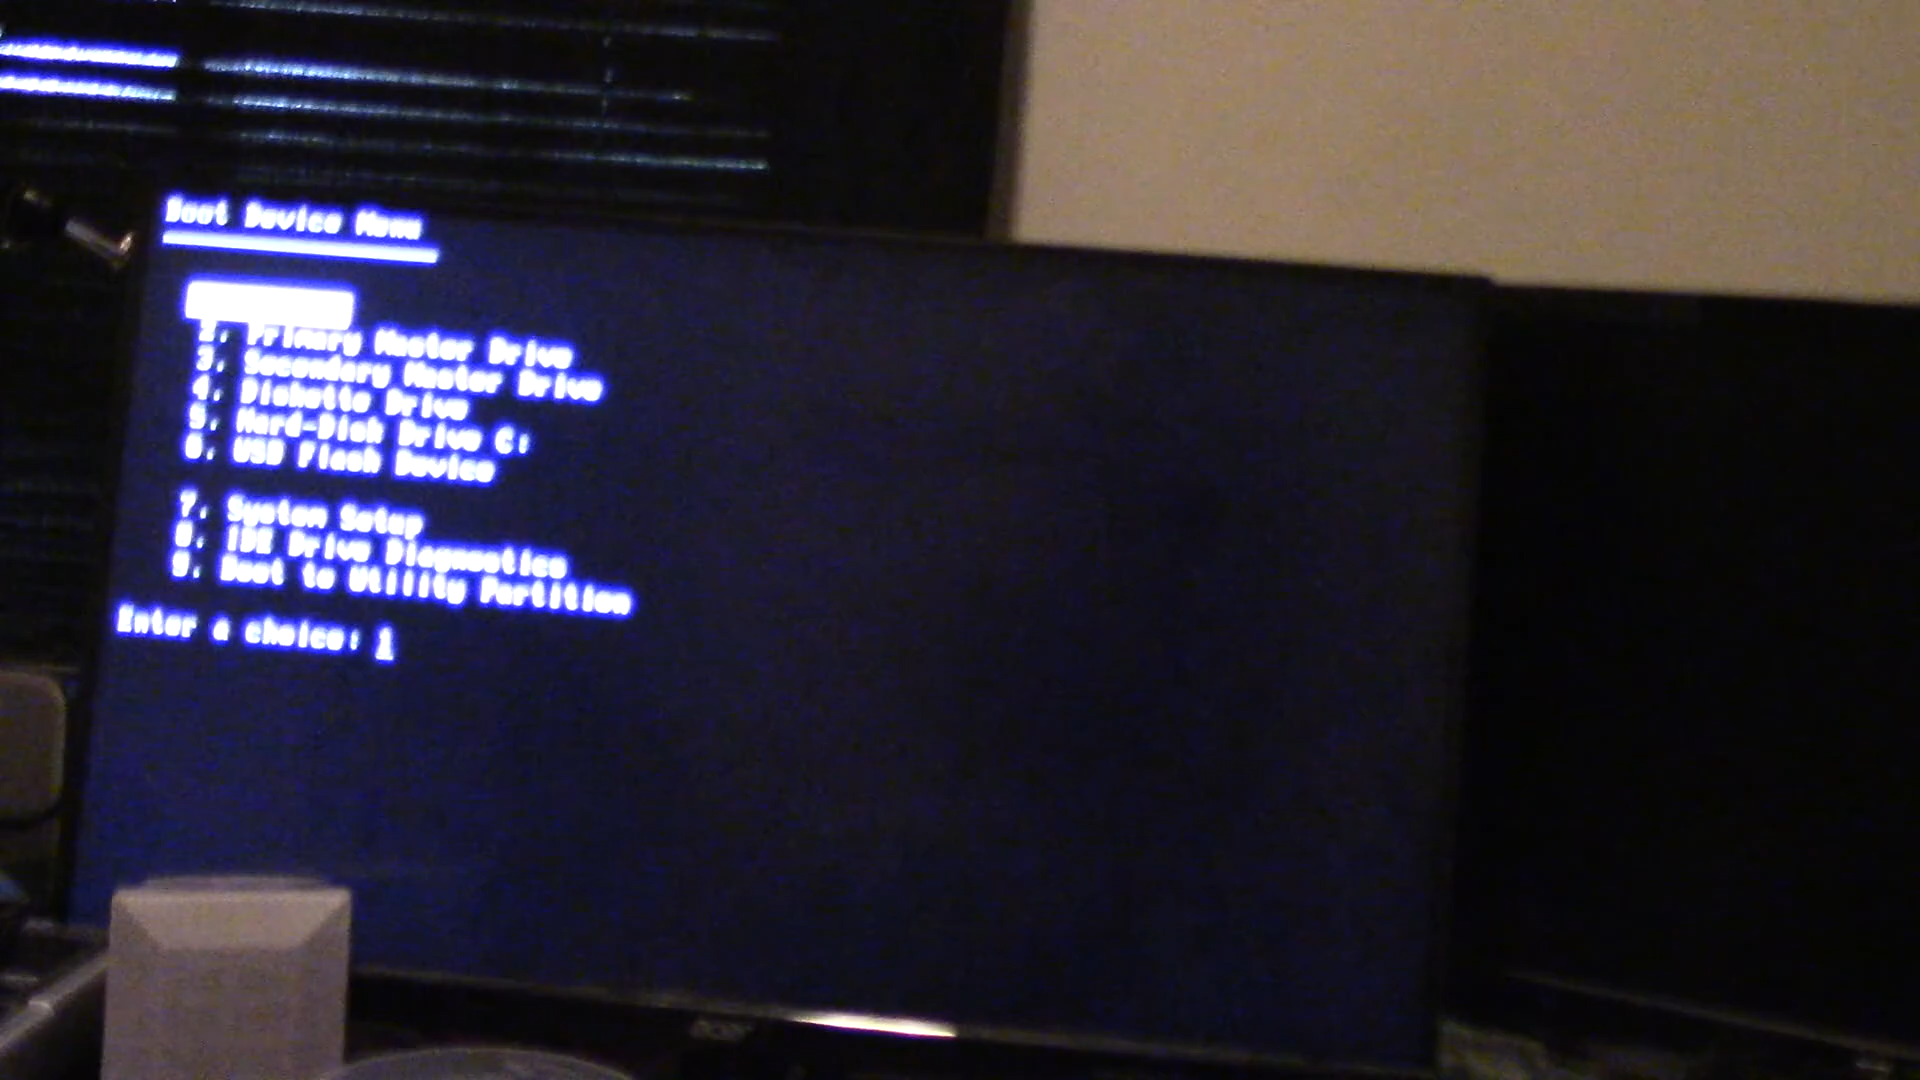 Boot Device Menu
2. Primary Master Drive
3. Secondary Master Drive
4. Diskette Drive
5. Hard-Disk Drive C:
6. USB Flash Device
7. System Setup
8. IDE Drive Diagnostics
9. Boot to Utility Partition
Enter a choice: 1
acer